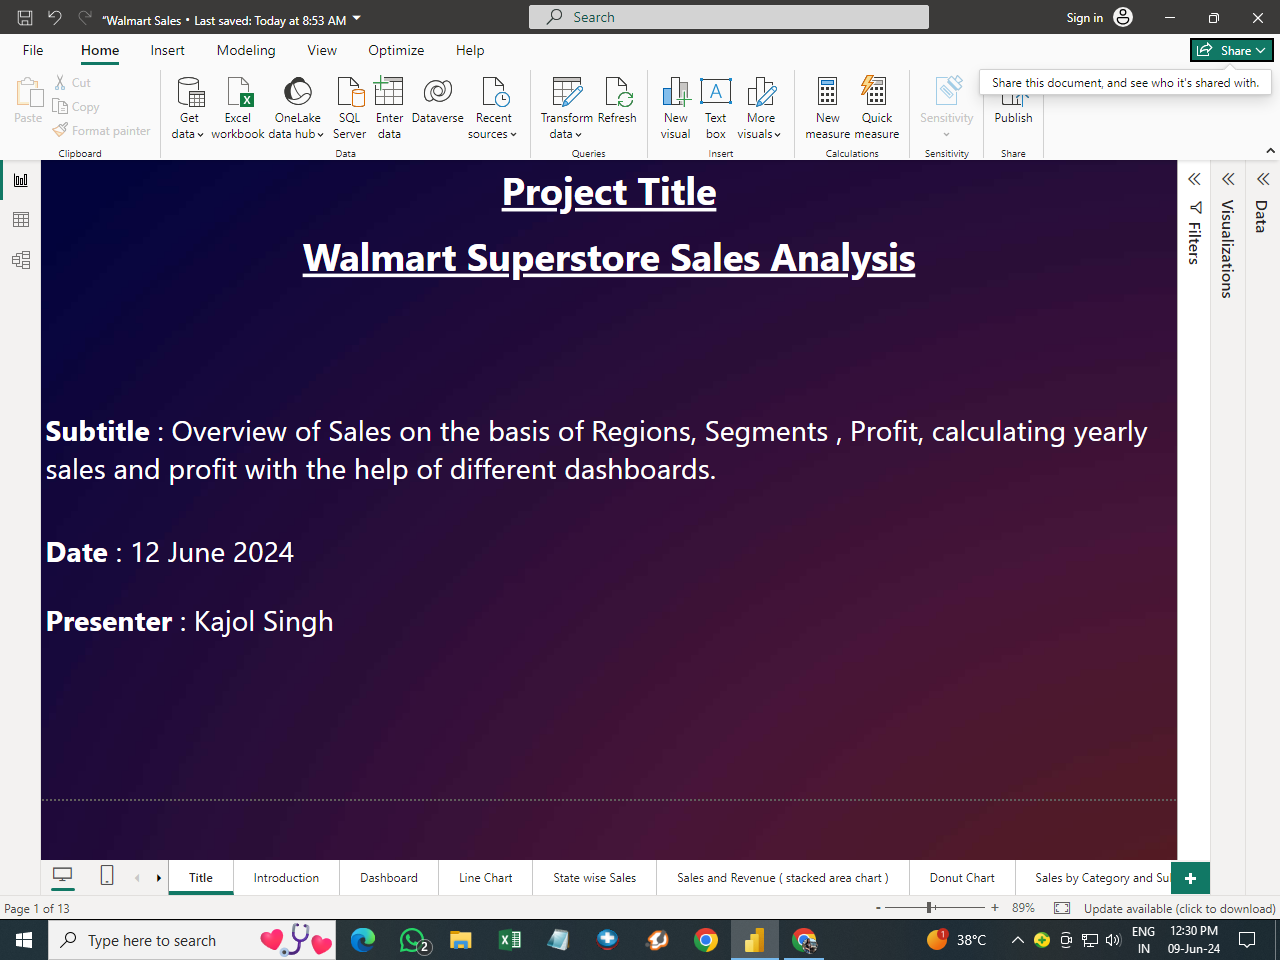 "Walmart Sales • Last saved: Today at 8:53 AM
Search
Sign in
File Home Insert Modeling View Optimize Help
Share
Share this document, and see who it's shared with.
Paste
Cut
Copy
Format painter
Clipboard
Get data
Excel workbook
OneLake data hub
SQL Server
Enter data
Dataverse
Recent sources
Data
Transform data
Refresh
Queries
New visual
Text box
More visuals
Insert
New measure
Quick measure
Calculations
Sensitivity
Sensitivity
Publish
Share
Project Title
Walmart Superstore Sales Analysis
Subtitle : Overview of Sales on the basis of Regions, Segments , Profit, calculating yearly
sales and profit with the help of different dashboards.
Date : 12 June 2024
Presenter : Kajol Singh
Filters
Visualizations
Data
Title Introduction Dashboard Line Chart State wise Sales Sales and Revenue ( stacked area chart ) Donut Chart Sales by Category and Su
Page 1 of 13
- + 89%
Update available (click to download)
Type here to search
2
1
38°C
ENG
IN
12:30 PM
09-Jun-24